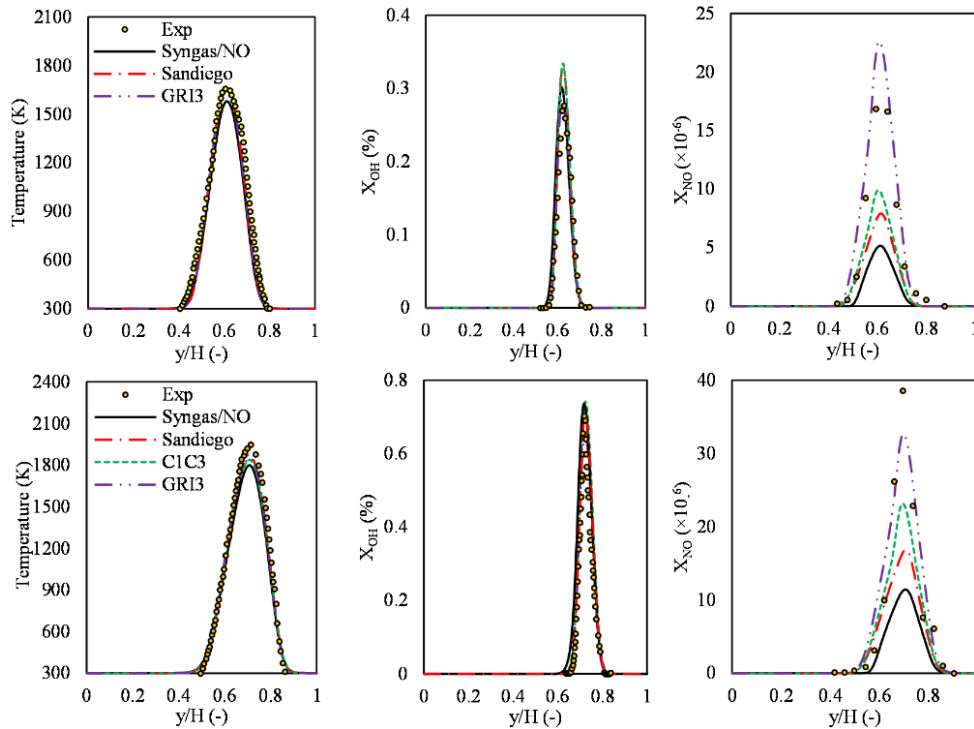 2100
1800
1500
1200
900
600
300
Temperature (K)
Exp
Syngas/NO
Sandiego
GRI3
0 0.2 0.4 0.6 0.8 1
y/H (-)
0.4
0.3
0.2
0.1
0
X_OH (%)
0 0.2 0.4 0.6 0.8 1
y/H (-)
25
20
15
10
5
0
X_NO (×10⁻⁶)
0 0.2 0.4 0.6 0.8 1
y/H (-)
2400
2100
1800
1500
1200
900
600
300
Temperature (K)
Exp
Syngas/NO
Sandiego
C1C3
GRI3
0 0.2 0.4 0.6 0.8 1
y/H (-)
0.8
0.6
0.4
0.2
0
X_OH (%)
0 0.2 0.4 0.6 0.8 1
y/H (-)
40
30
20
10
0
X_NO (×10⁻⁶)
0 0.2 0.4 0.6 0.8 1
y/H (-)